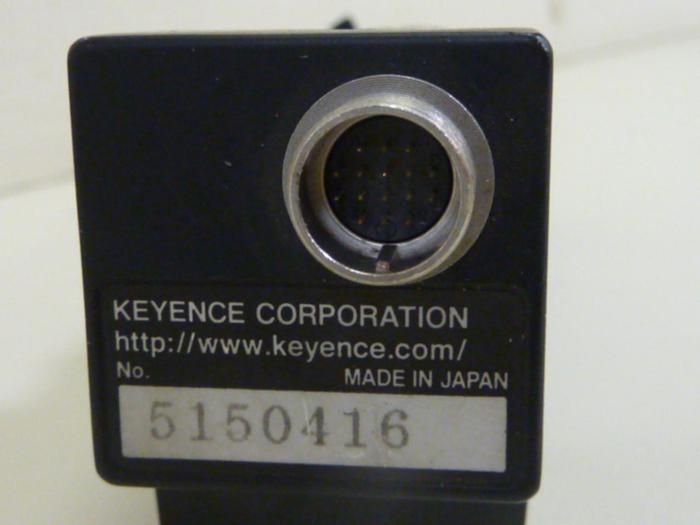 KEYENCE CORPORATION
http://www.keyence.com/
No.
MADE IN JAPAN
5150416